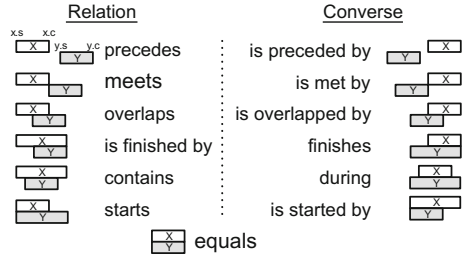 Relation Converse
x.s x.c
X y.s y.c precedes is preceded by X
Y Y
X meets is met by X
Y Y
X overlaps is overlapped by X
Y Y
X is finished by finishes X
Y Y
X contains during X
Y Y
X starts is started by X
Y Y
X equals
Y